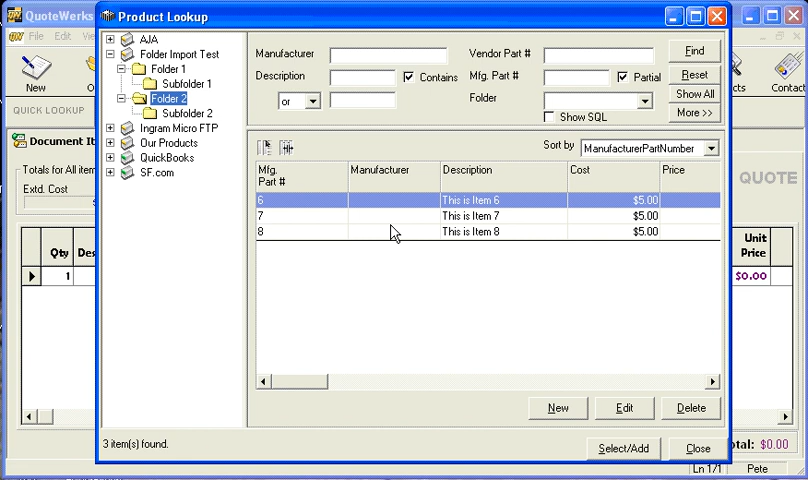 QuoteWerks
Product Lookup
File
Edit
New
QUICK LOOKUP
Document Ite
Totals for All item
Extd. Cost
Qty
Des
1
AJA
Folder Import Test
Folder 1
Subfolder 1
Folder 2
Subfolder 2
Ingram Micro FTP
Our Products
QuickBooks
SF.com
Manufacturer
Vendor Part #
Find
Description
Contains
Mfg. Part #
Partial
Reset
or
Folder
Show All
Show SQL
More >>
Sort by
ManufacturerPartNumber
Mfg. Part #
Manufacturer
Description
Cost
Price
6 This is Item 6 $5.00
7 This is Item 7 $5.00
8 This is Item 8 $5.00
New
Edit
Delete
3 item(s) found.
Select/Add
Close
cts
Contact
QUOTE
Unit
Price
$0.00
otal: $0.00
Ln 1/1
Pete